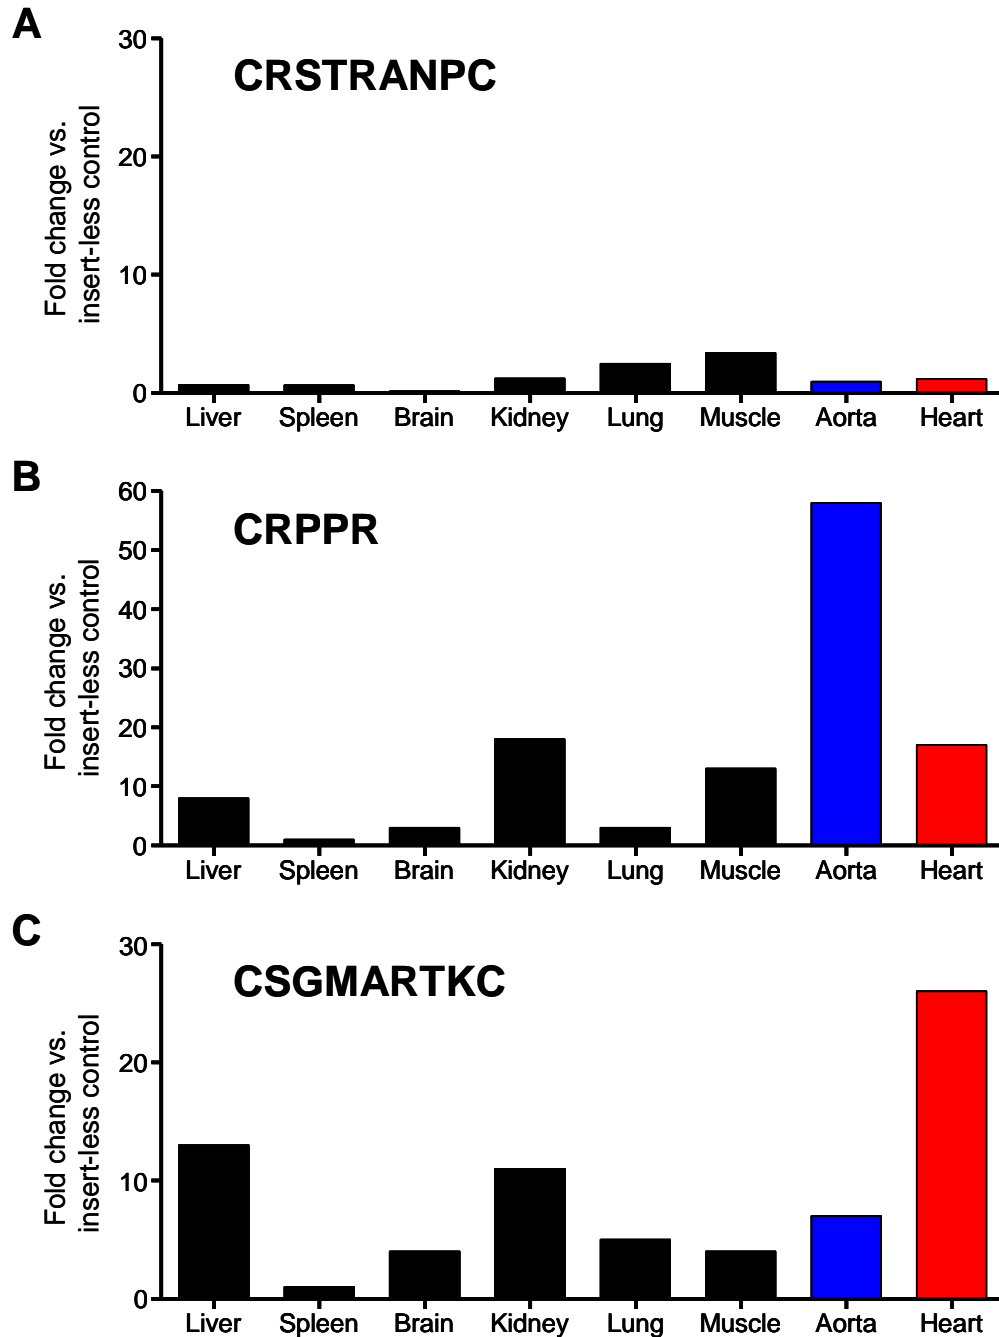 A
CRSTRANPC
Fold change vs.
insert-less control
30
20
10
0
Liver Spleen Brain Kidney Lung Muscle Aorta Heart
B
CRPPR
Fold change vs.
insert-less control
60
50
40
30
20
10
0
Liver Spleen Brain Kidney Lung Muscle Aorta Heart
C
CSGMARTKC
Fold change vs.
insert-less control
30
20
10
0
Liver Spleen Brain Kidney Lung Muscle Aorta Heart